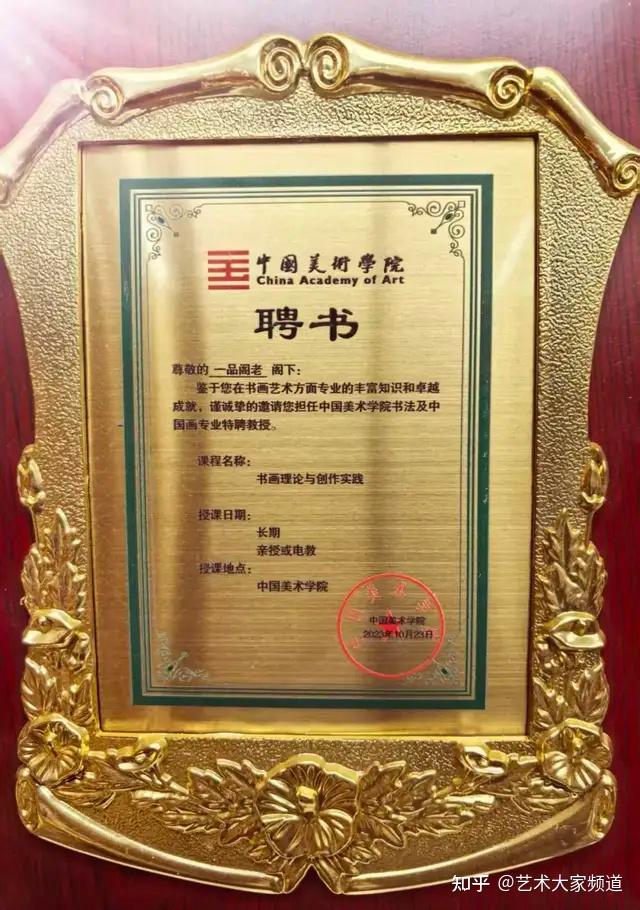 中国美術學院
China Academy of Art
聘书
尊敬的 一品阁老 阁下：
鉴于您在书画艺术方面专业的丰富知识和卓越
成就，谨诚挚的邀请您担任中国美术学院书法及中
国画专业特聘教授。
课程名称：
书画理论与创作实践
授课日期：
长期
亲授或电教
授课地点：
中国美术学院
中国美术学院
2023年10月23日
知乎 @艺术大家频道